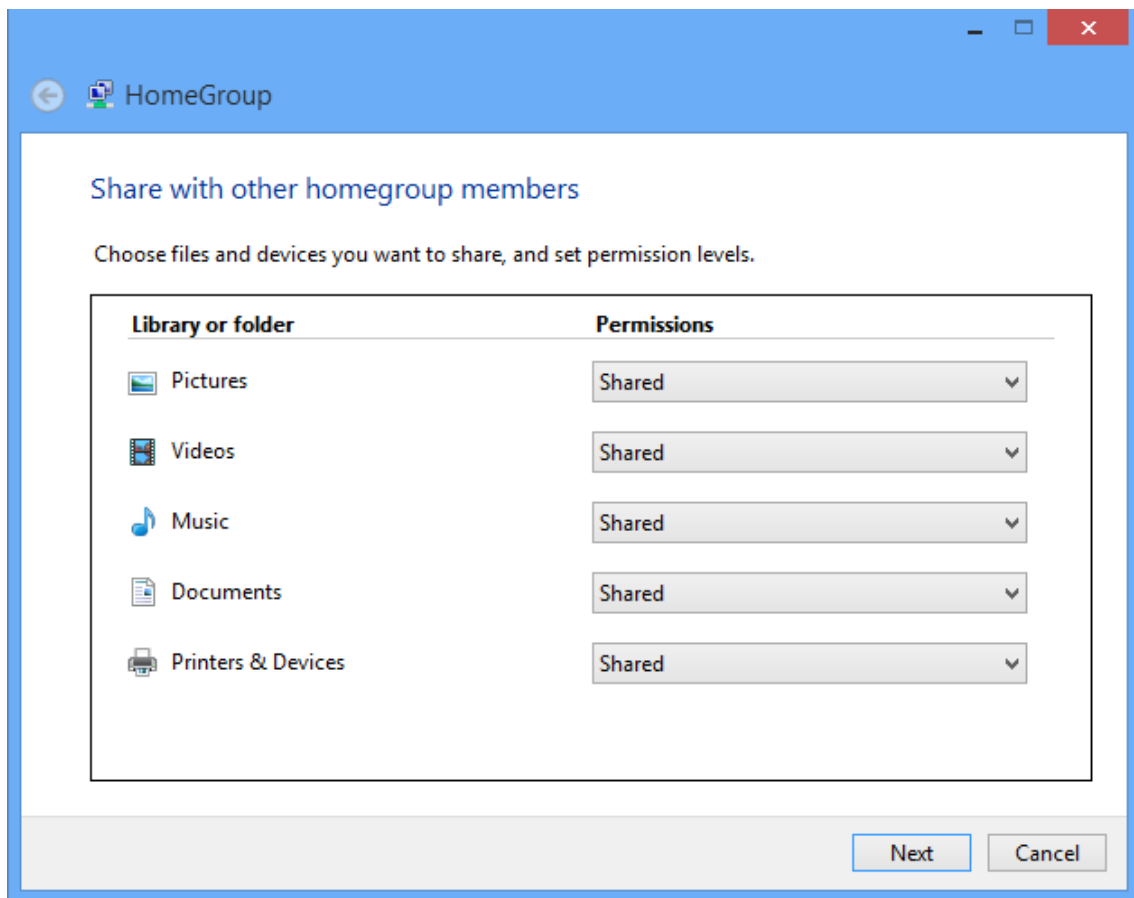 HomeGroup
Share with other homegroup members
Choose files and devices you want to share, and set permission levels.
Library or folder Permissions
Pictures Shared
Videos Shared
Music Shared
Documents Shared
Printers & Devices Shared
Next Cancel